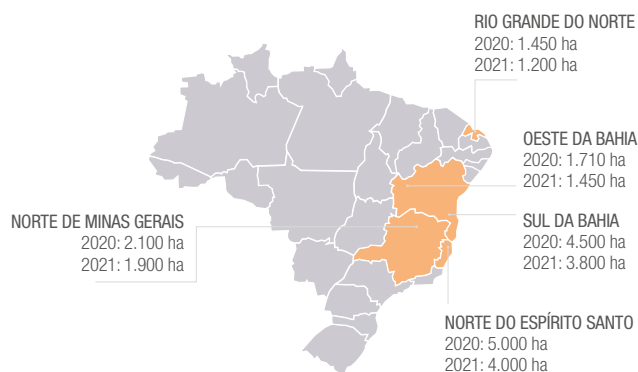 RIO GRANDE DO NORTE
2020: 1.450 ha
2021: 1.200 ha
OESTE DA BAHIA
2020: 1.710 ha
2021: 1.450 ha
SUL DA BAHIA
2020: 4.500 ha
2021: 3.800 ha
NORTE DE MINAS GERAIS
2020: 2.100 ha
2021: 1.900 ha
NORTE DO ESPÍRITO SANTO
2020: 5.000 ha
2021: 4.000 ha